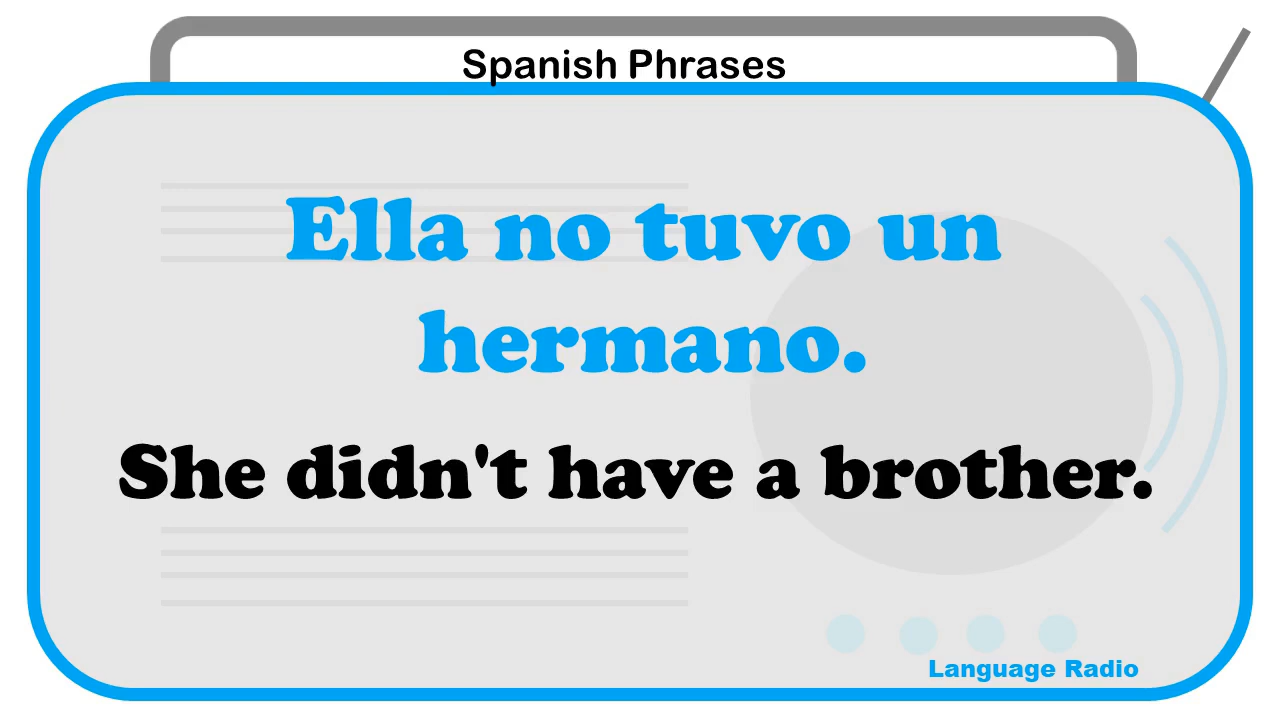 Spanish Phrases
Ella no tuvo un
hermano.
She didn't have a brother.
Language Radio